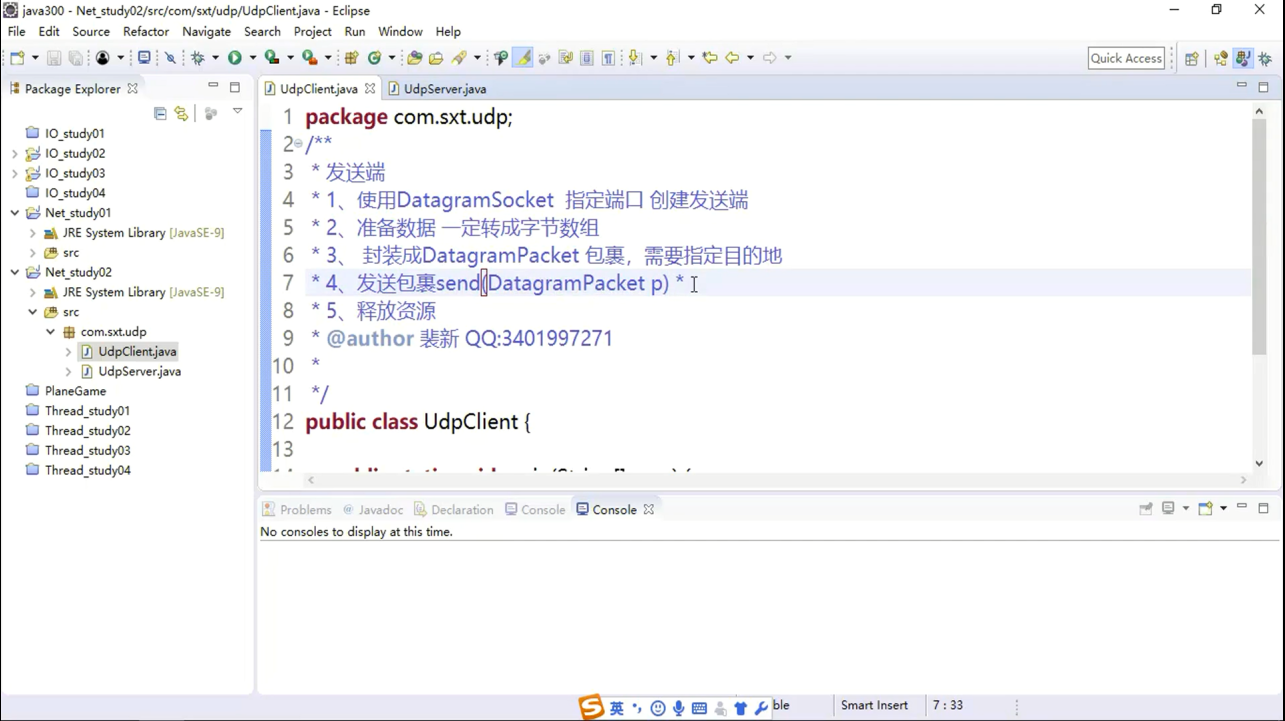 java300 - Net_study02/src/com/sxt/udp/UdpClient.java - Eclipse
File Edit Source Refactor Navigate Search Project Run Window Help
Quick Access
Package Explorer
UdpClient.java UdpServer.java
IO_study01
IO_study02
IO_study03
IO_study04
Net_study01
JRE System Library [JavaSE-9]
src
Net_study02
JRE System Library [JavaSE-9]
src
com.sxt.udp
UdpClient.java
UdpServer.java
PlaneGame
Thread_study01
Thread_study02
Thread_study03
Thread_study04
1 package com.sxt.udp;
2 /**
3 * 发送端
4 * 1、使用DatagramSocket 指定端口 创建发送端
5 * 2、准备数据 一定转成字节数组
6 * 3、 封装成DatagramPacket 包裹，需要指定目的地
7 * 4、发送包裹send(DatagramPacket p) *
8 * 5、释放资源
9 * @author 裴新 QQ:3401997271
10 *
11 */
12 public class UdpClient {
13
Problems Javadoc Declaration Console Console
No consoles to display at this time.
英
Smart Insert 7 : 33